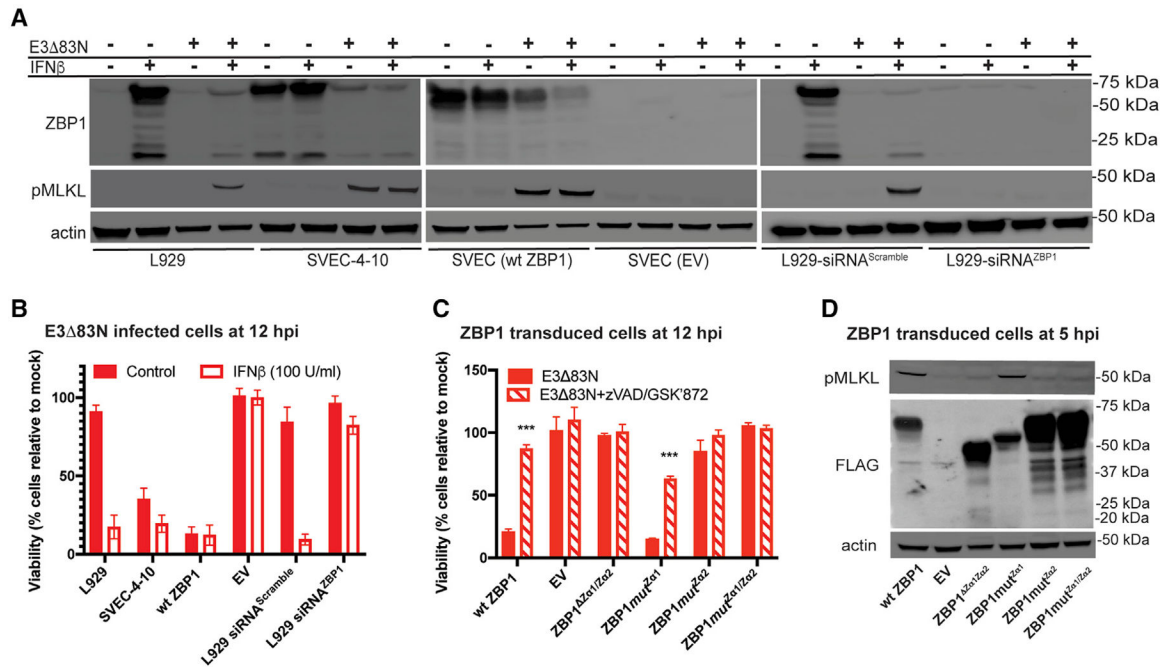 A
E3Δ83N - - + + - - + + - - + + - - + + - - + + - - + +
IFNβ - + - + - + - + - + - + - + - + - + - + - + - +
ZBP1
-75 kDa
-50 kDa
-25 kDa
pMLKL
-50 kDa
actin
-50 kDa
L929 SVEC-4-10 SVEC (wt ZBP1) SVEC (EV) L929-siRNAScramble L929-siRNAZBP1
B
E3Δ83N infected cells at 12 hpi
Viability (% cells relative to mock)
Control IFNβ (100 U/ml)
100
50
0
L929 SVEC-4-10 wt ZBP1 EV L929 siRNAScramble L929 siRNAZBP1
C
ZBP1 transduced cells at 12 hpi
Viability (% cells relative to mock)
E3Δ83N
E3Δ83N+zVAD/GSK'872
150
100
50
0
*** ***
wt ZBP1 EV ZBP1ΔZα1/Zα2 ZBP1mutZα1 ZBP1mutZα2 ZBP1mutZα1/Zα2
D
ZBP1 transduced cells at 5 hpi
pMLKL
-50 kDa
FLAG
-75 kDa
-50 kDa
-37 kDa
-25 kDa
-20 kDa
actin
-50 kDa
wt ZBP1 EV ZBP1ΔZα1/Zα2 ZBP1mutZα1 ZBP1mutZα2 ZBP1mutZα1/Zα2